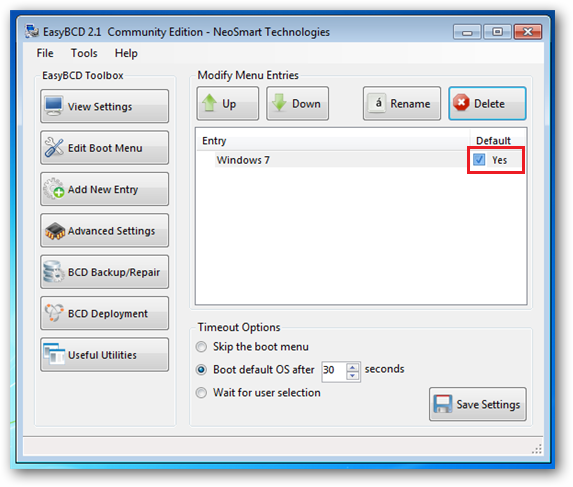 EasyBCD 2.1 Community Edition - NeoSmart Technologies
File Tools Help
EasyBCD Toolbox
View Settings
Edit Boot Menu
Add New Entry
Advanced Settings
BCD Backup/Repair
BCD Deployment
Useful Utilities
Modify Menu Entries
Up Down á Rename Delete
Entry Default
Windows 7 Yes
Timeout Options
Skip the boot menu
Boot default OS after 30 seconds
Wait for user selection
Save Settings